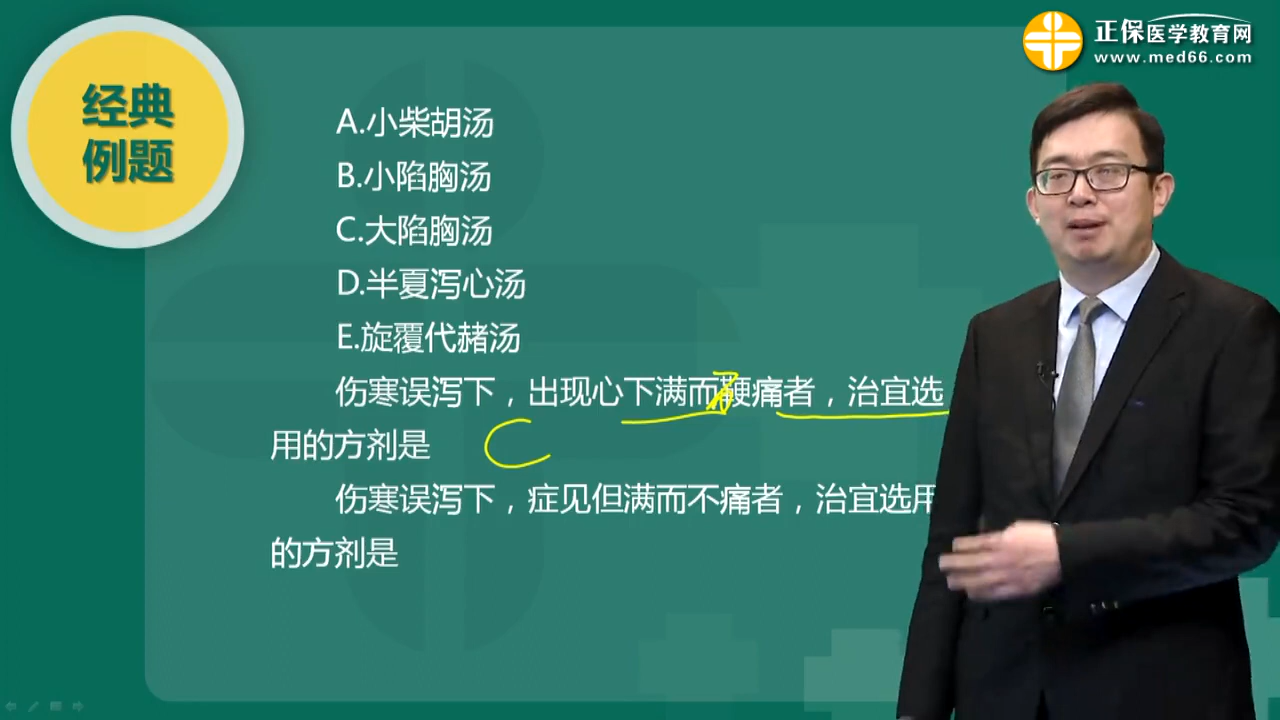 经典
例题
正保医学教育网
www.med66.com
A.小柴胡汤
B.小陷胸汤
C.大陷胸汤
D.半夏泻心汤
E.旋覆代赭汤
伤寒误泻下，出现心下满而鞕痛者，治宜选
用的方剂是
C
伤寒误泻下，症见但满而不痛者，治宜选用
的方剂是